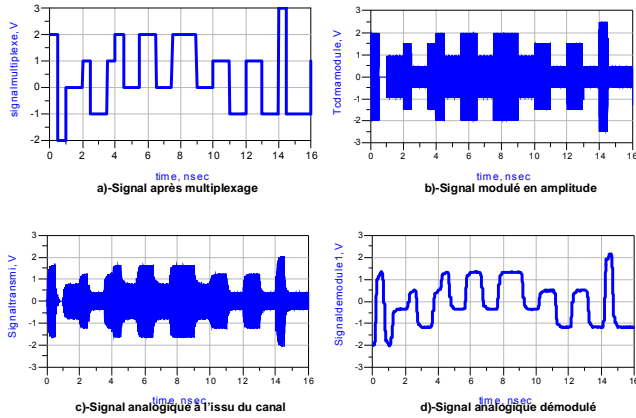 signalmultiplexe, V
3
2
1
0
-1
-2
0 2 4 6 8 10 12 14 16
time, nsec
a)-Signal après multiplexage
Tcdmamodule, V
3
2
1
0
-1
-2
-3
0 2 4 6 8 10 12 14 16
time, nsec
b)-Signal modulé en amplitude
Signaltransmi, V
3
2
1
0
-1
-2
-3
0 2 4 6 8 10 12 14 16
time, nsec
c)-Signal analogique à l'issu du canal
Signaldemodule1, V
3
2
1
0
-1
-2
-3
0 2 4 6 8 10 12 14 16
time, nsec
d)-Signal analogique démodulé